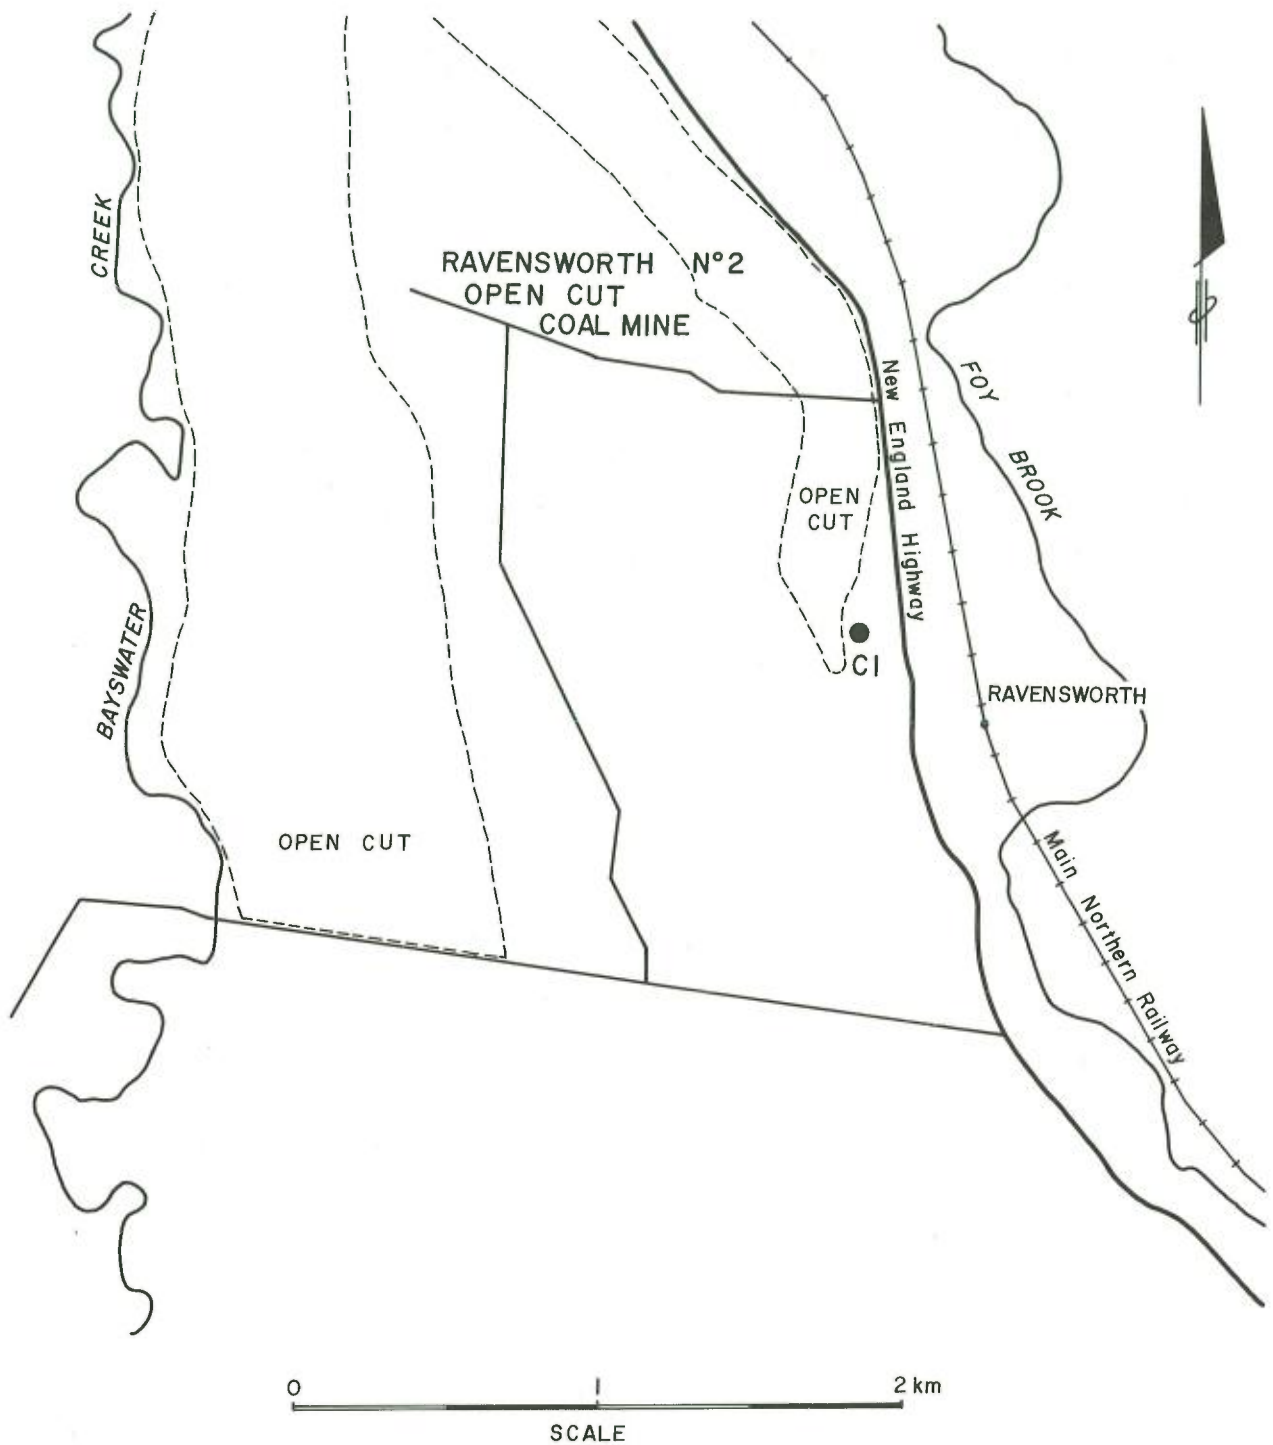 CREEK
RAVENSWORTH N°2
OPEN CUT
COAL MINE
New England Highway
FOY
BROOK
OPEN
CUT
C1
BAYSWATER
RAVENSWORTH
OPEN CUT
Main Northern Railway
0 1 2 km
SCALE